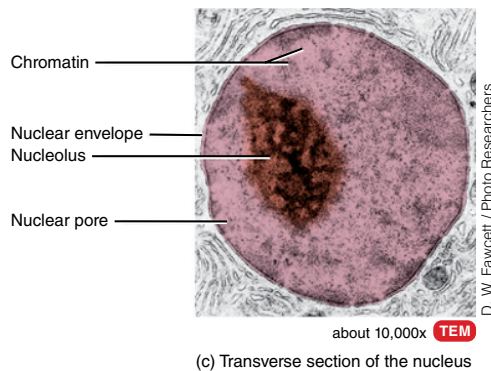 Chromatin
Nuclear envelope
Nucleolus
Nuclear pore
D. W. Fawcett / Photo Researchers
about 10,000x TEM
(c) Transverse section of the nucleus